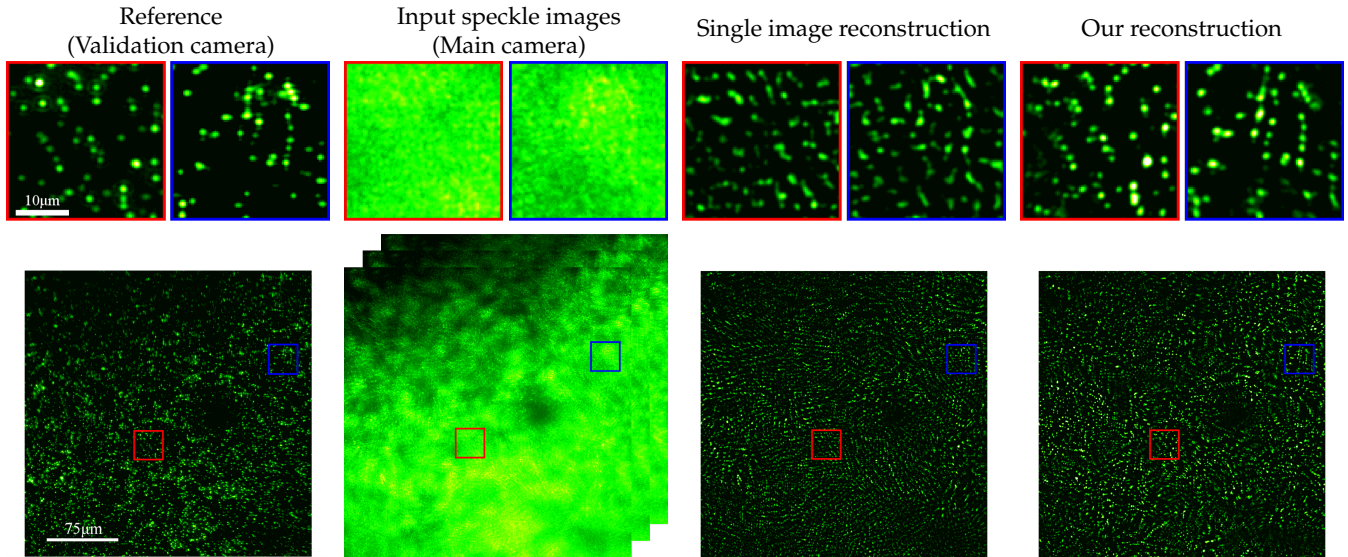 Reference
(Validation camera)
Input speckle images
(Main camera)
Single image reconstruction
Our reconstruction
10μm
75μm